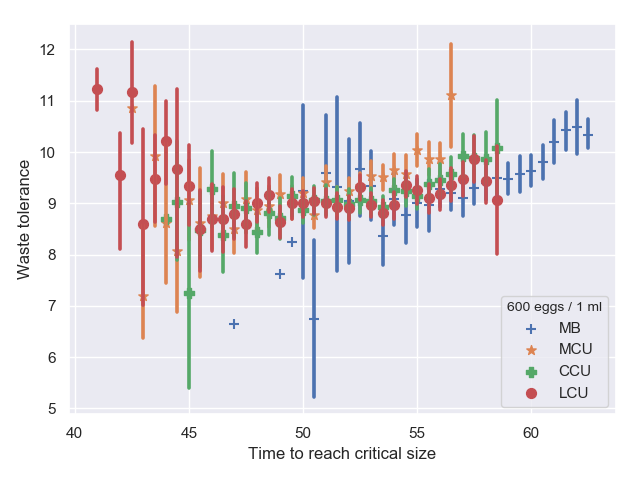 12
11
10
9
8
7
6
5
Waste tolerance
40
45
50
55
60
Time to reach critical size
600 eggs / 1 ml
MB
MCU
CCU
LCU